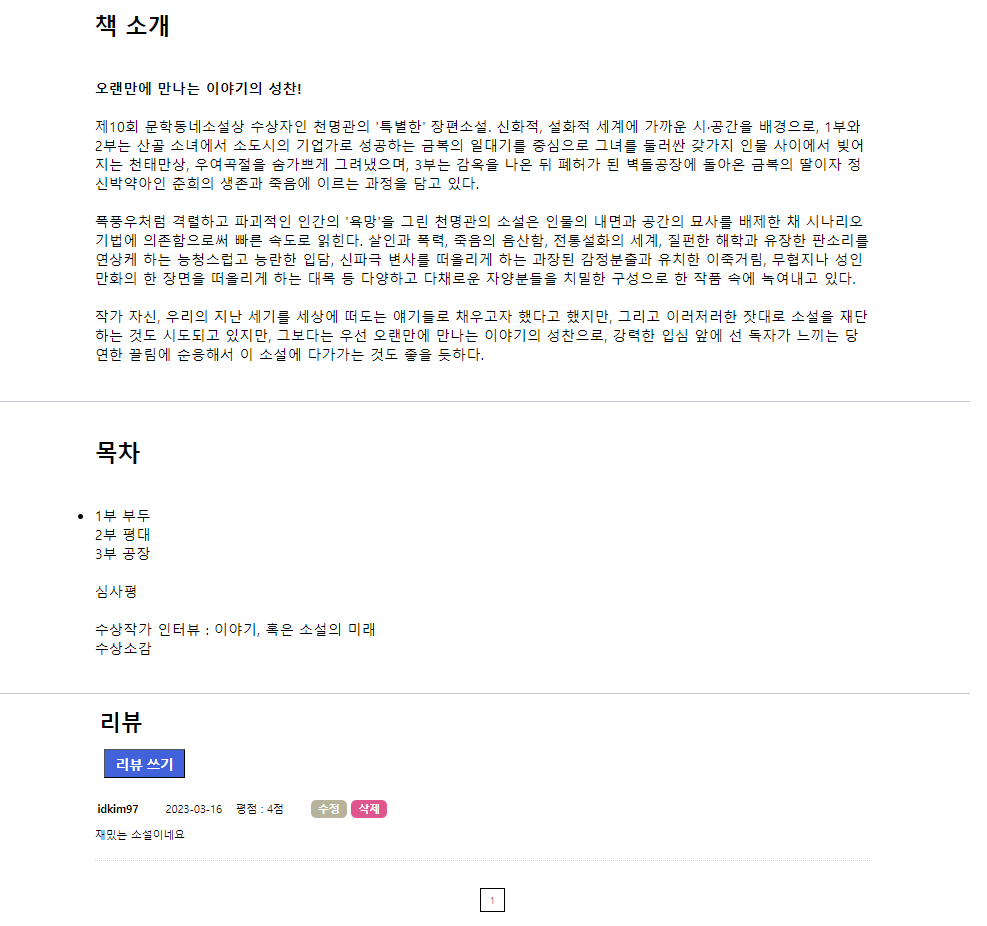 책 소개
오랜만에 만나는 이야기의 성찬!
제10회 문학동네소설상 수상자인 천명관의 '특별한' 장편소설. 신화적, 설화적 세계에 가까운 시·공간을 배경으로, 1부와
2부는 산골 소녀에서 소도시의 기업가로 성공하는 금복의 일대기를 중심으로 그녀를 둘러싼 갖가지 인물 사이에서 빚어
지는 천태만상, 우여곡절을 숨가쁘게 그려냈으며, 3부는 감옥을 나온 뒤 폐허가 된 벽돌공장에 돌아온 금복의 딸이자 정
신박약아인 춘희의 생존과 죽음에 이르는 과정을 담고 있다.
폭풍우처럼 격렬하고 파괴적인 인간의 '욕망'을 그린 천명관의 소설은 인물의 내면과 공간의 묘사를 배제한 채 시나리오
기법에 의존함으로써 빠른 속도로 읽힌다. 살인과 폭력, 죽음의 음산함, 전통설화의 세계, 질펀한 해학과 유장한 판소리를
연상케 하는 능청스럽고 능란한 입담, 신파극 변사를 떠올리게 하는 과장된 감정분출과 유치한 이죽거림, 무협지나 성인
만화의 한 장면을 떠올리게 하는 대목 등 다양하고 다채로운 자양분들을 치밀한 구성으로 한 작품 속에 녹여내고 있다.
작가 자신, 우리의 지난 세기를 세상에 떠도는 얘기들로 채우고자 했다고 했지만, 그리고 이러저러한 잣대로 소설을 재단
하는 것도 시도되고 있지만, 그보다는 우선 오랜만에 만나는 이야기의 성찬으로, 강력한 입심 앞에 선 독자가 느끼는 당
연한 끌림에 순응해서 이 소설에 다가가는 것도 좋을 듯하다.
목차
• 1부 부두
2부 평대
3부 공장
심사평
수상작가 인터뷰 : 이야기, 혹은 소설의 미래
수상소감
리뷰
리뷰 쓰기
idkim97 2023-03-16 평점 : 4점 수정 삭제
재밌는 소설이네요
1